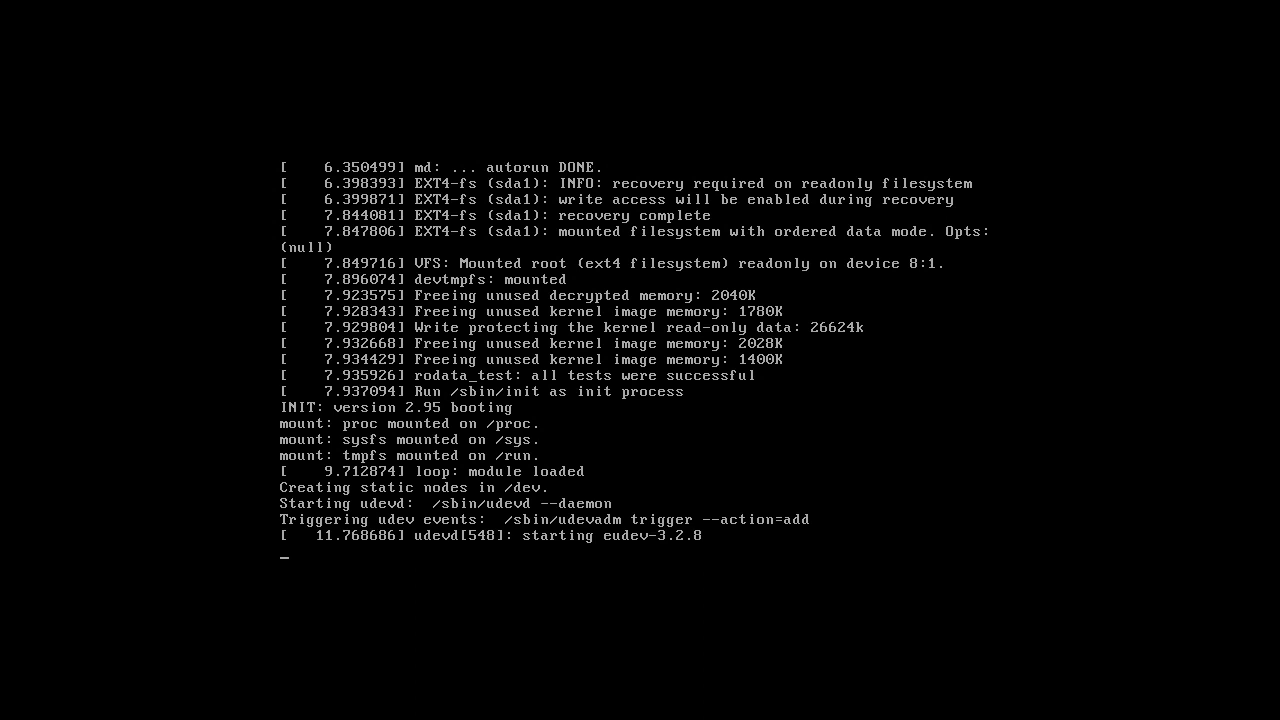 [    6.350499] md: ... autorun DONE.
[    6.398393] EXT4-fs (sda1): INFO: recovery required on readonly filesystem
[    6.399871] EXT4-fs (sda1): write access will be enabled during recovery
[    7.844081] EXT4-fs (sda1): recovery complete
[    7.847806] EXT4-fs (sda1): mounted filesystem with ordered data mode. Opts:
(null)
[    7.849716] VFS: Mounted root (ext4 filesystem) readonly on device 8:1.
[    7.896074] devtmpfs: mounted
[    7.923575] Freeing unused decrypted memory: 2040K
[    7.928343] Freeing unused kernel image memory: 1780K
[    7.929804] Write protecting the kernel read-only data: 26624k
[    7.932668] Freeing unused kernel image memory: 2028K
[    7.934429] Freeing unused kernel image memory: 1400K
[    7.935926] rodata_test: all tests were successful
[    7.937094] Run /sbin/init as init process
INIT: version 2.95 booting
mount: proc mounted on /proc.
mount: sysfs mounted on /sys.
mount: tmpfs mounted on /run.
[    9.712874] loop: module loaded
Creating static nodes in /dev.
Starting udevd:  /sbin/udevd --daemon
Triggering udev events:  /sbin/udevadm trigger --action=add
[   11.768686] udevd[548]: starting eudev-3.2.8
_